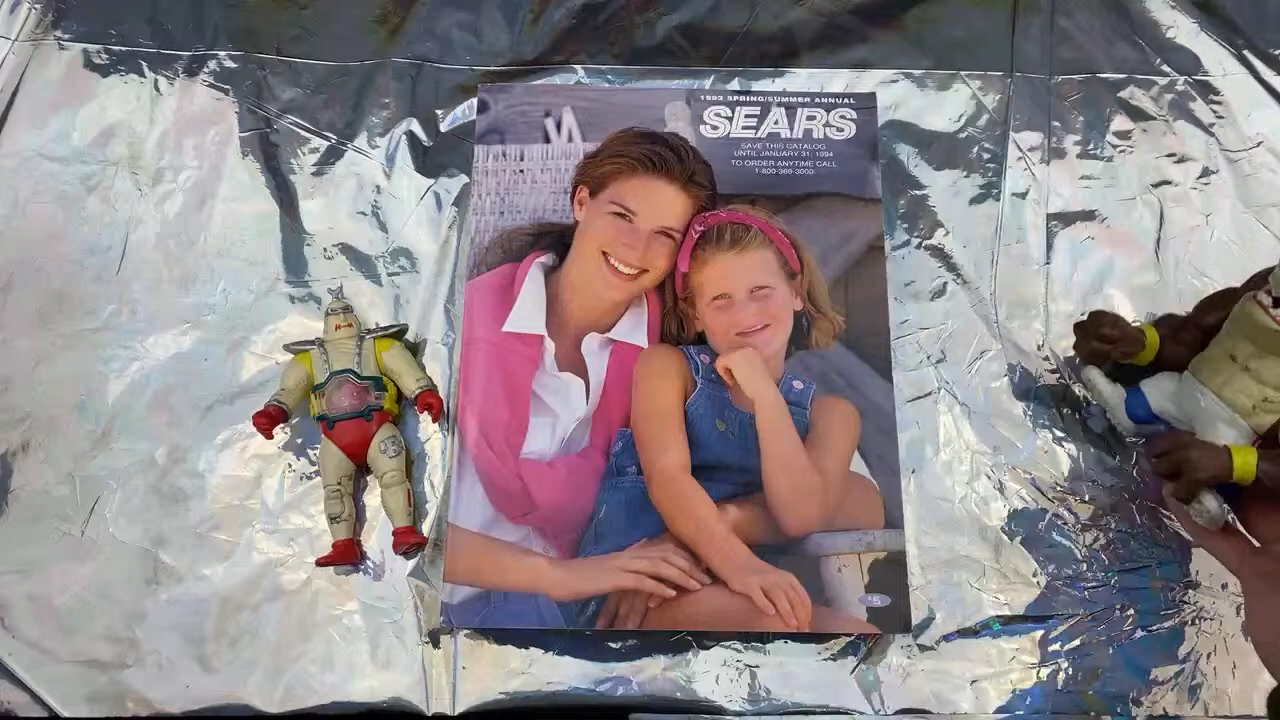 1993 SPRING/SUMMER ANNUAL
SEARS
SAVE THIS CATALOG
UNTIL JANUARY 31, 1994
TO ORDER ANYTIME CALL
1-800-366-3000
$5